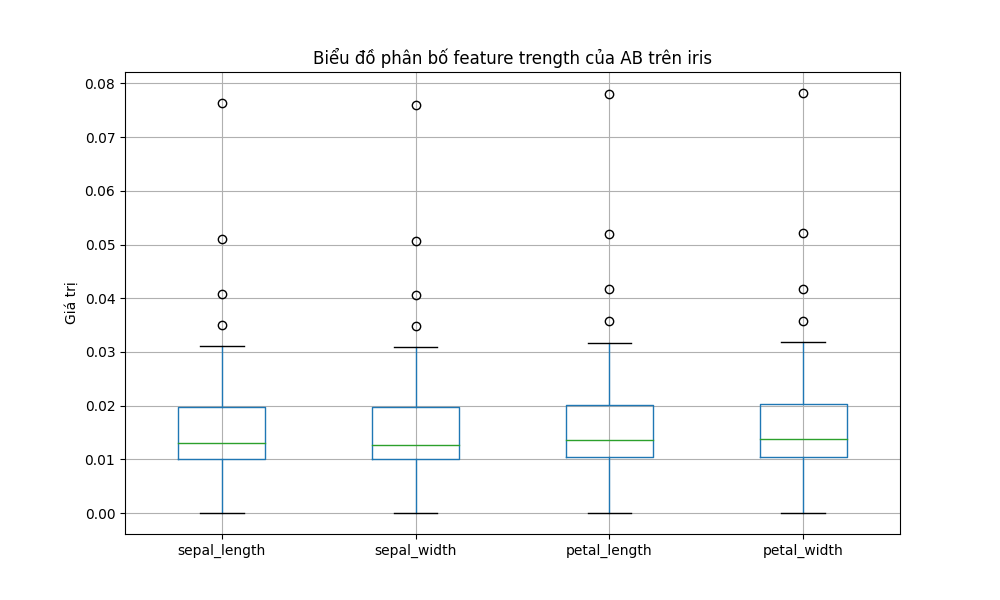 Biểu đồ phân bố feature trength của AB trên iris
Giá trị
0.08
0.07
0.06
0.05
0.04
0.03
0.02
0.01
0.00
sepal_length
sepal_width
petal_length
petal_width